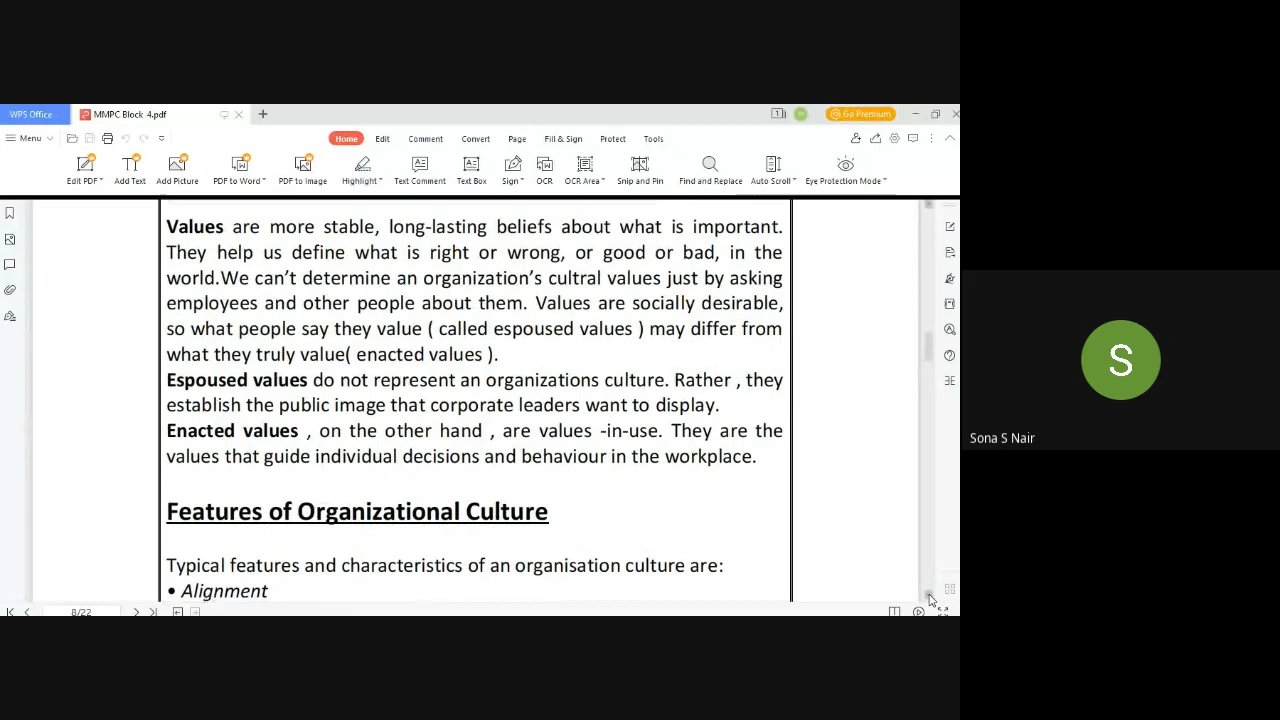 WPS Office
MMPC Block 4.pdf
Go Premium
Menu
Home Edit Comment Convert Page Fill & Sign Protect Tools
Edit PDF Add Text Add Picture PDF to Word PDF to Image Highlight Text Comment Text Box Sign OCR OCR Area Snip and Pin Find and Replace Auto Scroll Eye Protection Mode
Values are more stable, long-lasting beliefs about what is important.
They help us define what is right or wrong, or good or bad, in the
world.We can't determine an organization's cultral values just by asking
employees and other people about them. Values are socially desirable,
so what people say they value ( called espoused values ) may differ from
what they truly value( enacted values ).
Espoused values do not represent an organizations culture. Rather , they
establish the public image that corporate leaders want to display.
Enacted values , on the other hand , are values -in-use. They are the
values that guide individual decisions and behaviour in the workplace.
Features of Organizational Culture
Typical features and characteristics of an organisation culture are:
• Alignment
8/22
S
Sona S Nair